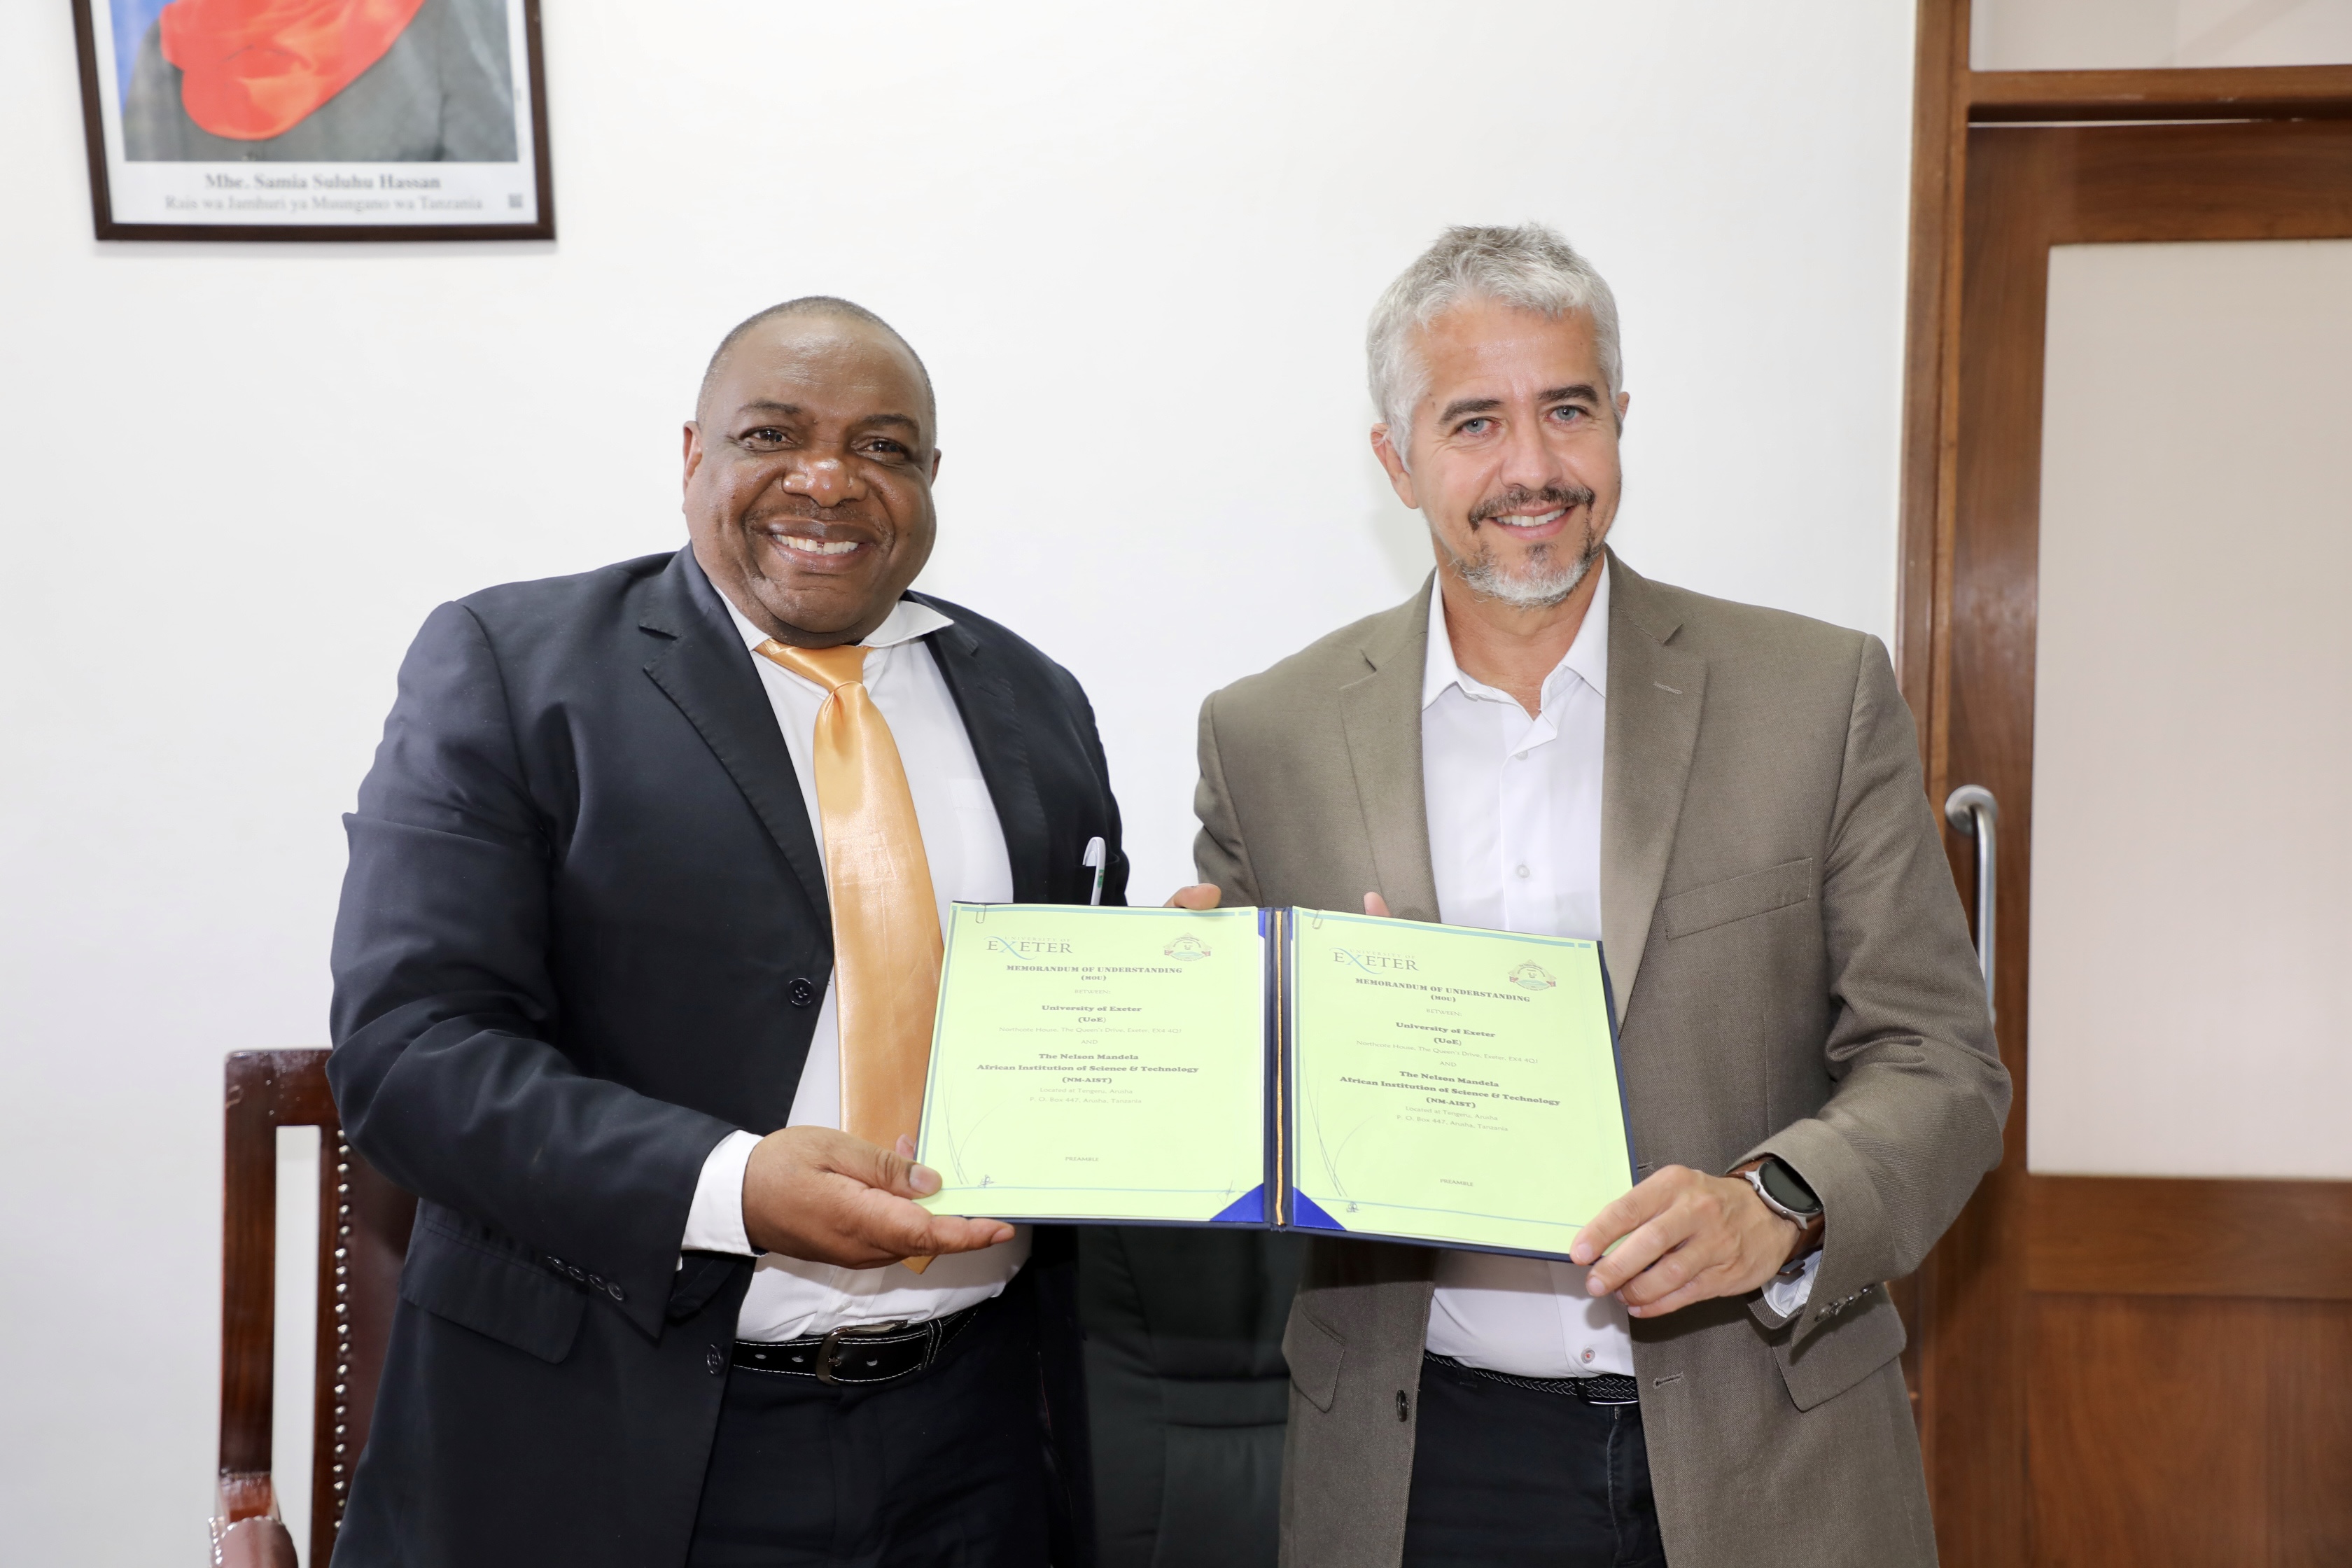 Mhe. Samia Suluhu Hassan
Rais wa Jamhuri ya Muungano wa Tanzania
UNIVERSITY OF
EXETER
MEMORANDUM OF UNDERSTANDING
(MOU)
BETWEEN:
University of Exeter
(UoE)
Northcote House, The Queen's Drive, Exeter, EX4 4QJ
AND
The Nelson Mandela
African Institution of Science & Technology
(NM-AIST)
Located at Tengeru, Arusha
P. O. Box 447, Arusha, Tanzania
PREAMBLE
UNIVERSITY OF
EXETER
MEMORANDUM OF UNDERSTANDING
(MOU)
BETWEEN:
University of Exeter
(UoE)
Northcote House, The Queen's Drive, Exeter, EX4 4QJ
AND
The Nelson Mandela
African Institution of Science & Technology
(NM-AIST)
Located at Tengeru, Arusha
P. O. Box 447, Arusha, Tanzania
PREAMBLE